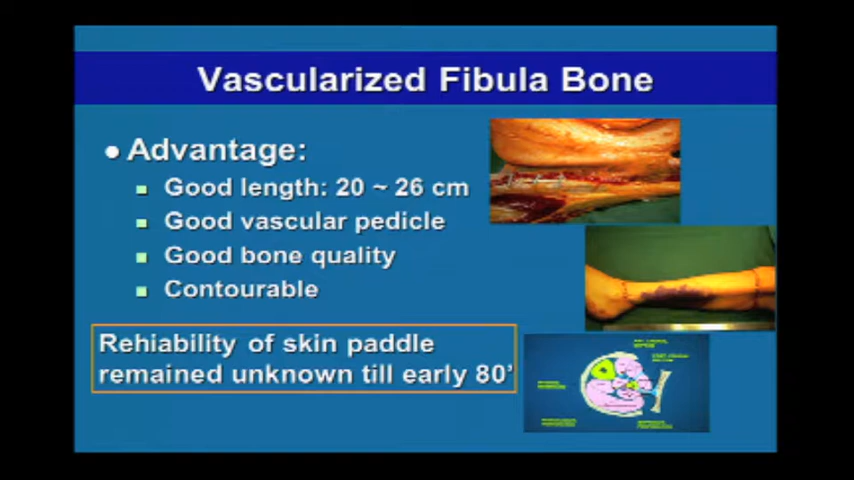 Vascularized Fibula Bone
Advantage:
Good length: 20 ~ 26 cm
Good vascular pedicle
Good bone quality
Contourable
Rehiability of skin paddle
remained unknown till early 80'